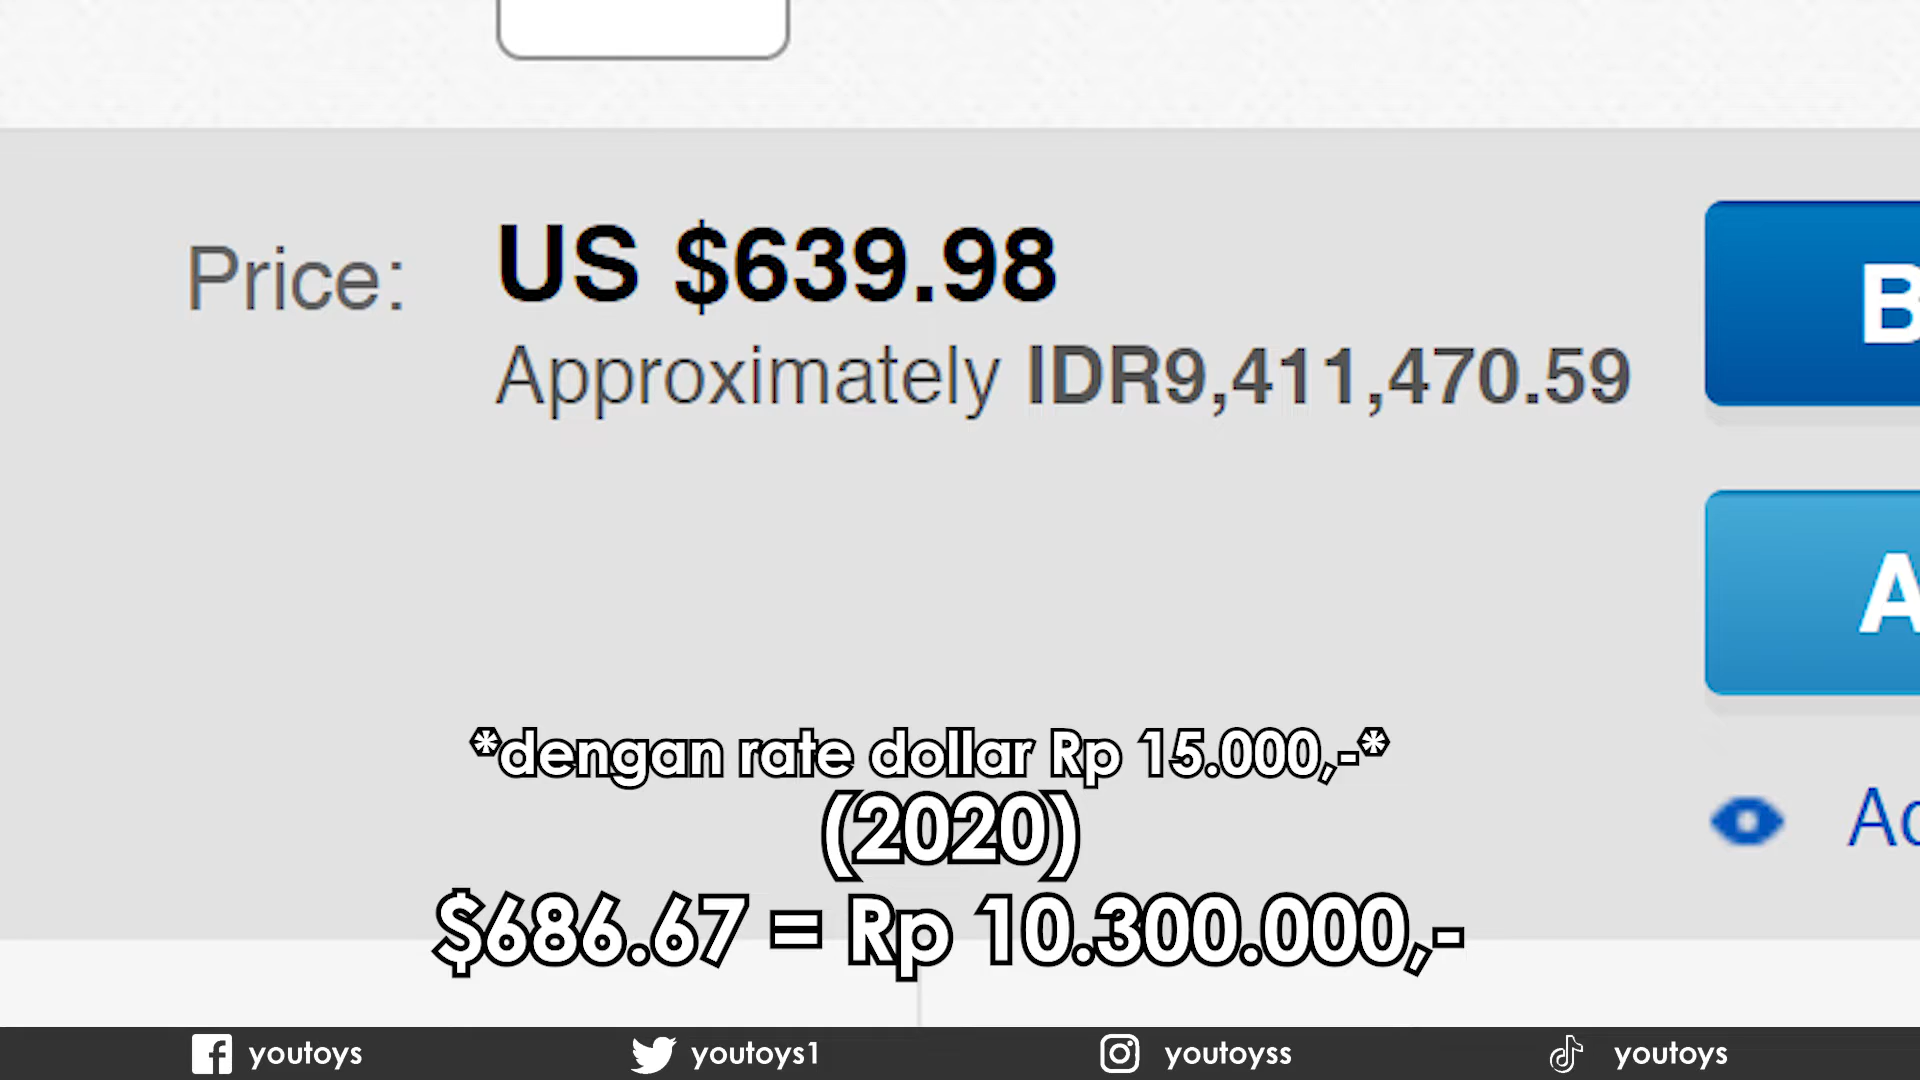 Price: US $639.98
Approximately IDR9,411,470.59
B
A
*dengan rate dollar Rp 15.000,-*
(2020)
Ac
$686.67 = Rp 10.300.000,-
youtoys youtoys1 youtoyss youtoys